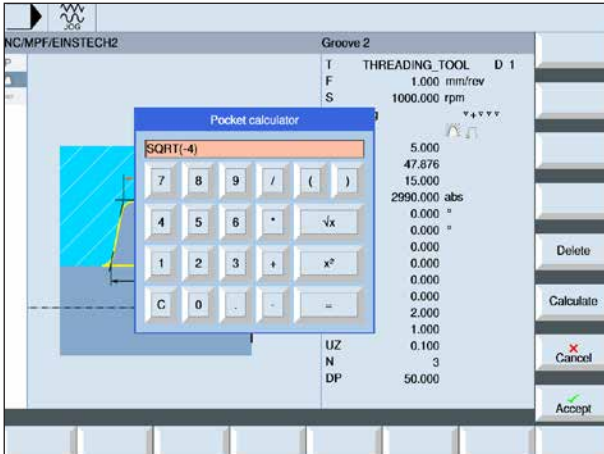 JOG
NC/MPF/EINSTECH2
Groove 2
T THREADING_TOOL D 1
F 1.000 mm/rev
S 1000.000 rpm
Pocket calculator
SQRT(-4)
7 8 9 / ( )
4 5 6 * √x
1 2 3 + x²
C 0 . - =
5.000
47.876
15.000
2990.000 abs
0.000 °
0.000 °
0.000
0.000
0.000
0.000
2.000
1.000
UZ 0.100
N 3
DP 50.000
Delete
Calculate
Cancel
Accept